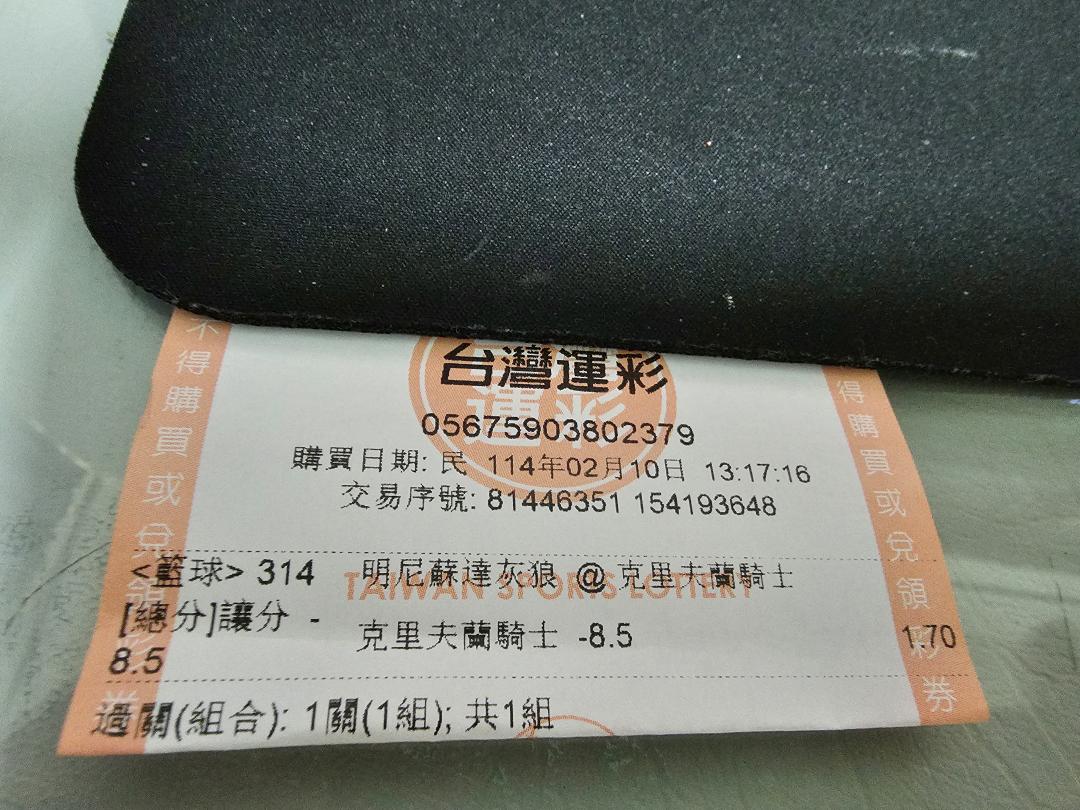 台灣運彩
05675903802379
購買日期: 民 114年02月10日 13:17:16
交易序號: 81446351 154193648
<籃球> 314 明尼蘇達灰狼 @ 克里夫蘭騎士
TAIWAN SPORTS LOTTERY
[總分]讓分 -
8.5
克里夫蘭騎士 -8.5
1.70
過關(組合): 1關(1組); 共1組
不得購買或兌領彩券
得購買或兌領彩券